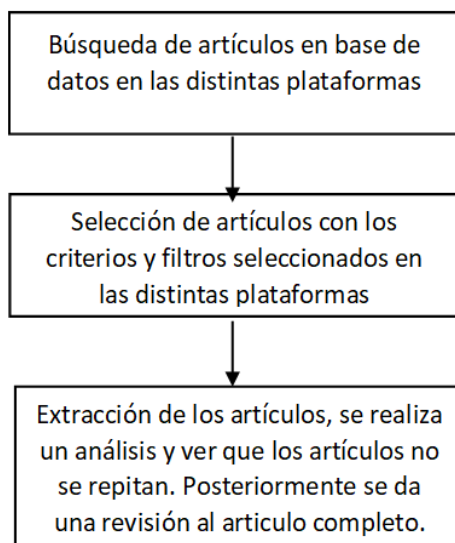 Búsqueda de artículos en base de
datos en las distintas plataformas
Selección de artículos con los
criterios y filtros seleccionados en
las distintas plataformas
Extracción de los artículos, se realiza
un análisis y ver que los artículos no
se repitan. Posteriormente se da
una revisión al articulo completo.